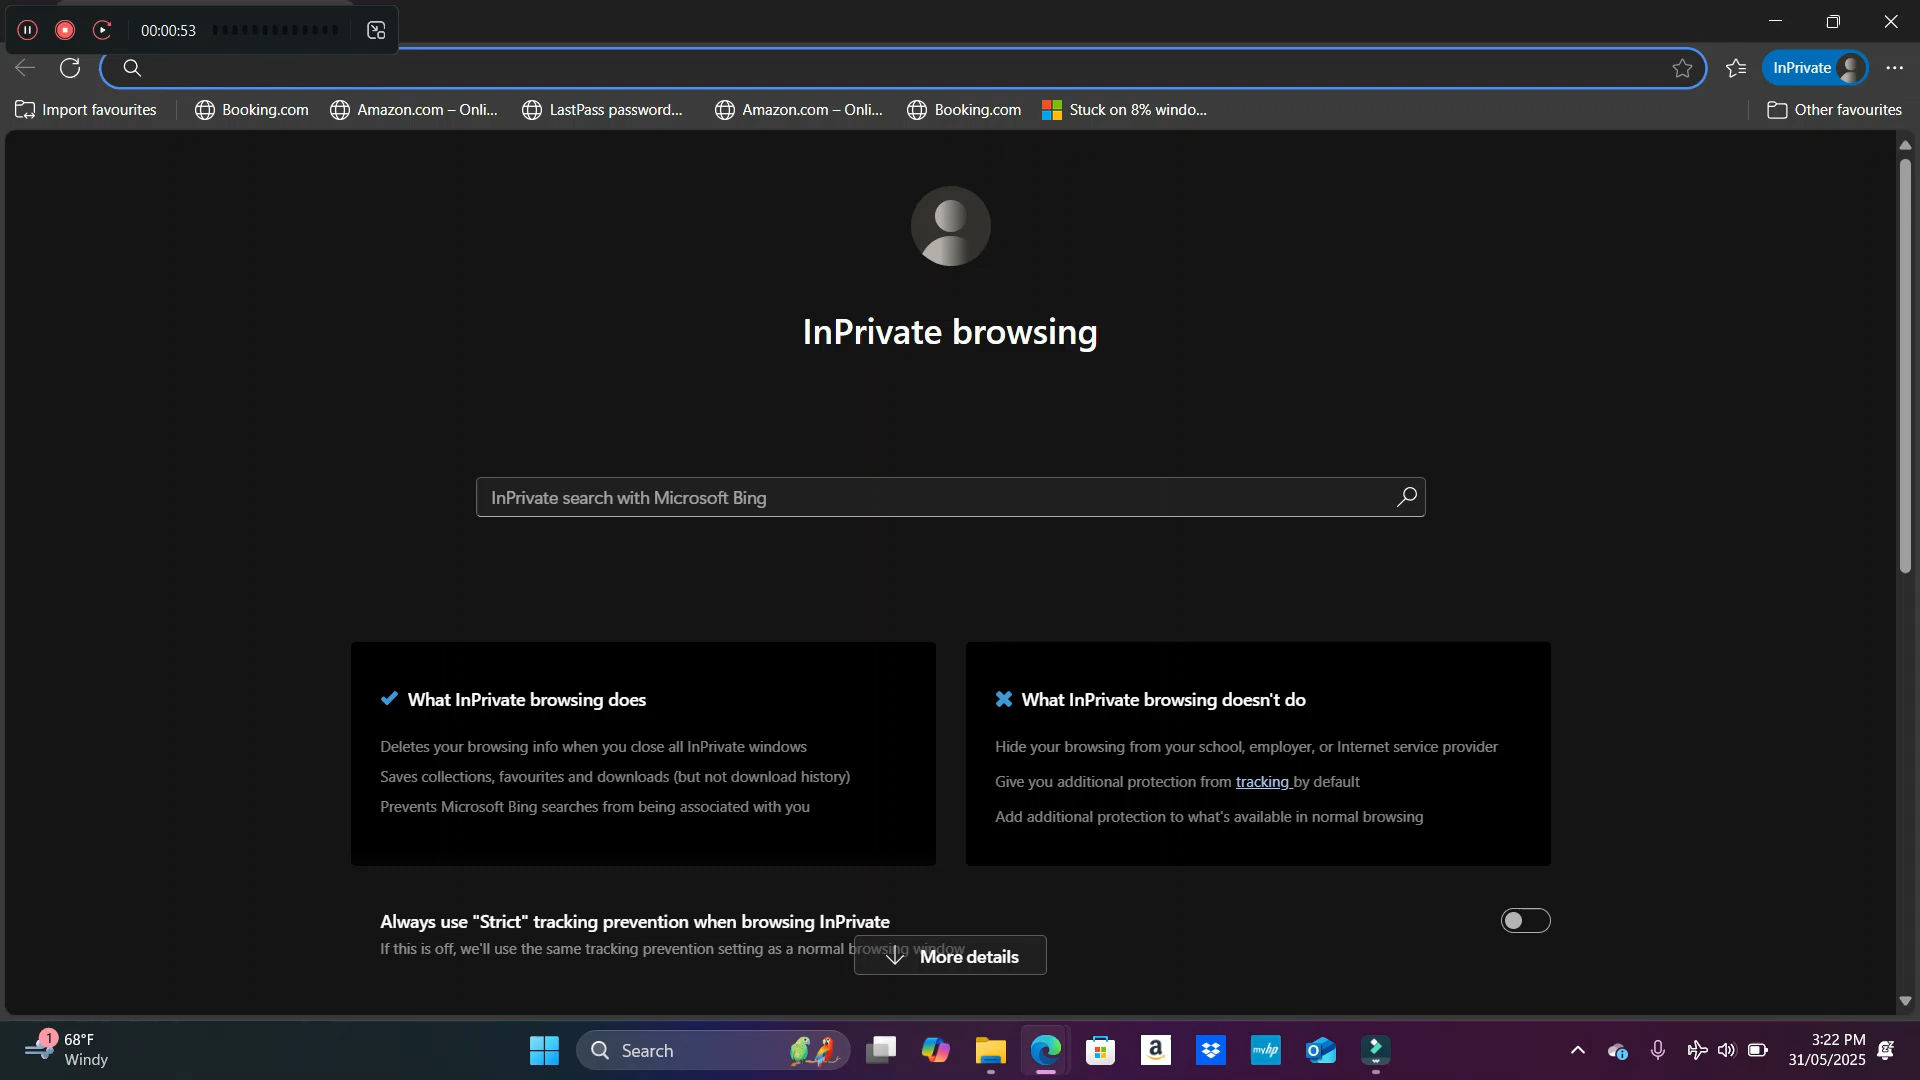 00:00:53
InPrivate
Import favourites
Booking.com
Amazon.com – Onli...
LastPass password...
Amazon.com – Onli...
Booking.com
Stuck on 8% windo...
Other favourites
InPrivate browsing
InPrivate search with Microsoft Bing
What InPrivate browsing does
Deletes your browsing info when you close all InPrivate windows
Saves collections, favourites and downloads (but not download history)
Prevents Microsoft Bing searches from being associated with you
What InPrivate browsing doesn't do
Hide your browsing from your school, employer, or Internet service provider
Give you additional protection from tracking by default
Add additional protection to what's available in normal browsing
Always use "Strict" tracking prevention when browsing InPrivate
If this is off, we'll use the same tracking prevention setting as a normal browsing window
More details
1
68°F
Windy
Search
a
myhp
3:22 PM
31/05/2025